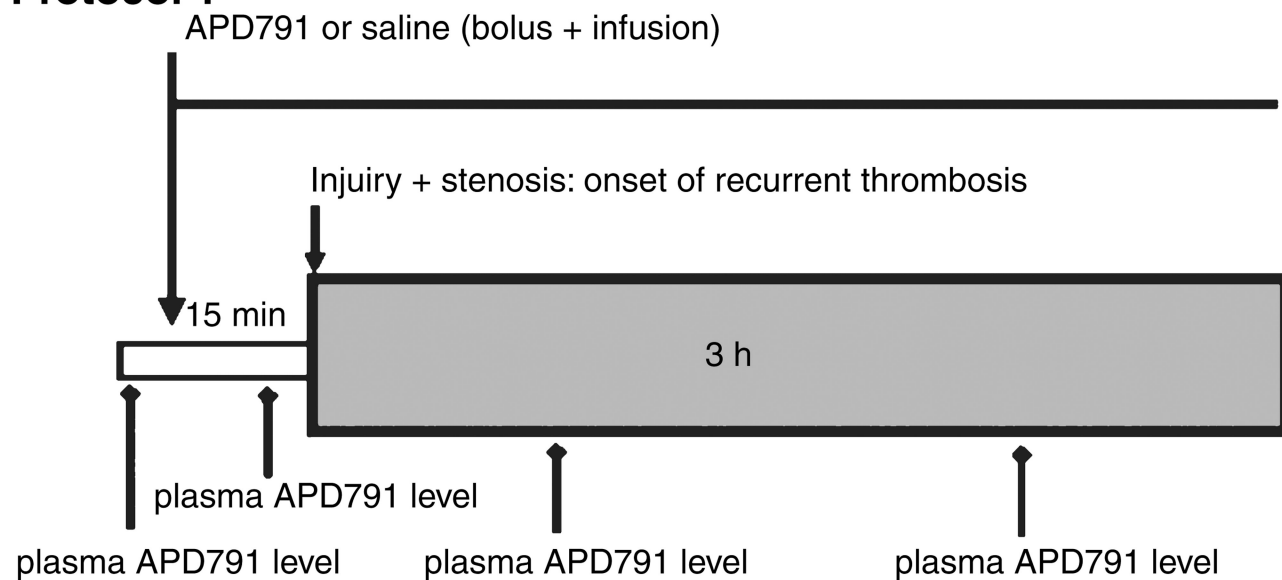 APD791 or saline (bolus + infusion)
Injuiry + stenosis: onset of recurrent thrombosis
15 min
3 h
plasma APD791 level
plasma APD791 level
plasma APD791 level
plasma APD791 level